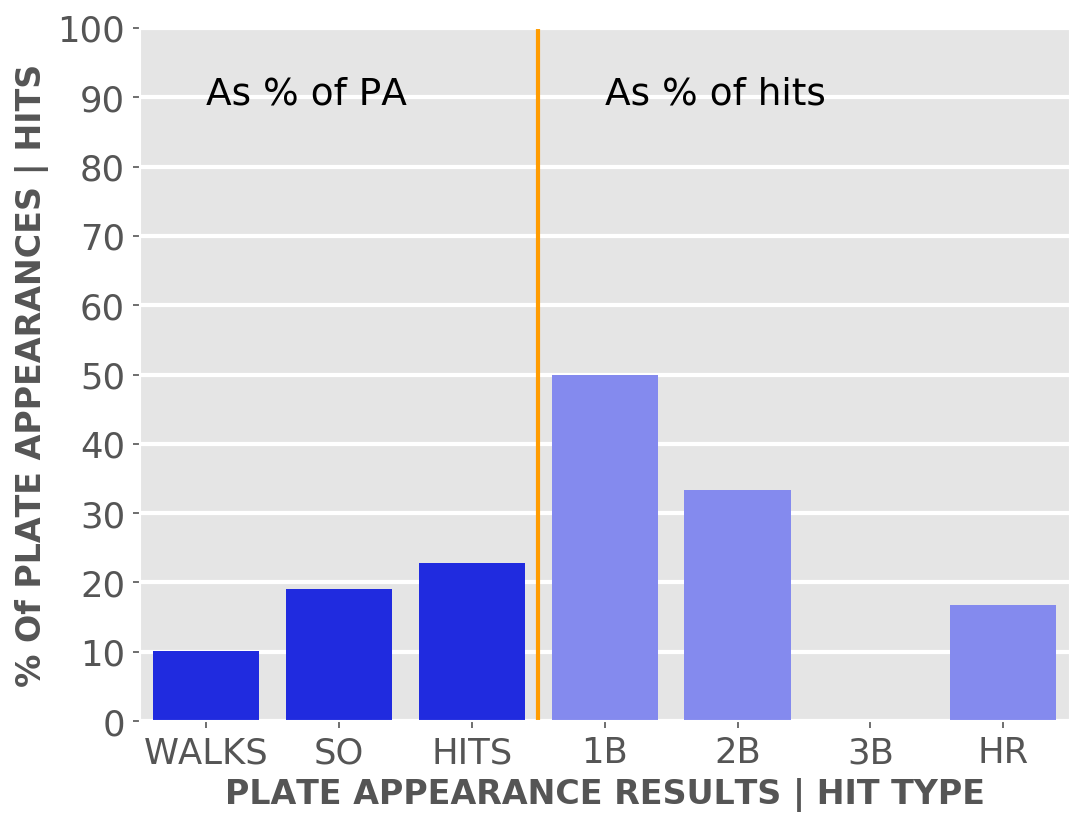 100
90
80
70
60
50
40
30
20
10
0
% Of PLATE APPEARANCES | HITS
As % of PA
As % of hits
WALKS SO HITS 1B 2B 3B HR
PLATE APPEARANCE RESULTS | HIT TYPE